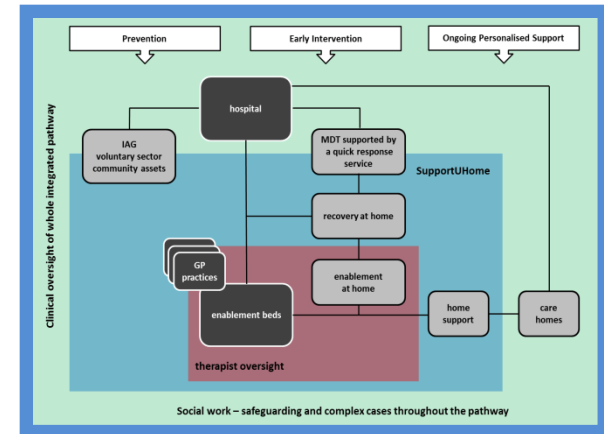 Prevention
Early Intervention
Ongoing Personalised Support
Clinical oversight of whole integrated pathway
hospital
IAG
voluntary sector
community assets
MDT supported by
a quick response
service
SupportUHome
recovery at home
GP
practices
enablement
at home
enablement beds
home
support
care
homes
therapist oversight
Social work – safeguarding and complex cases throughout the pathway